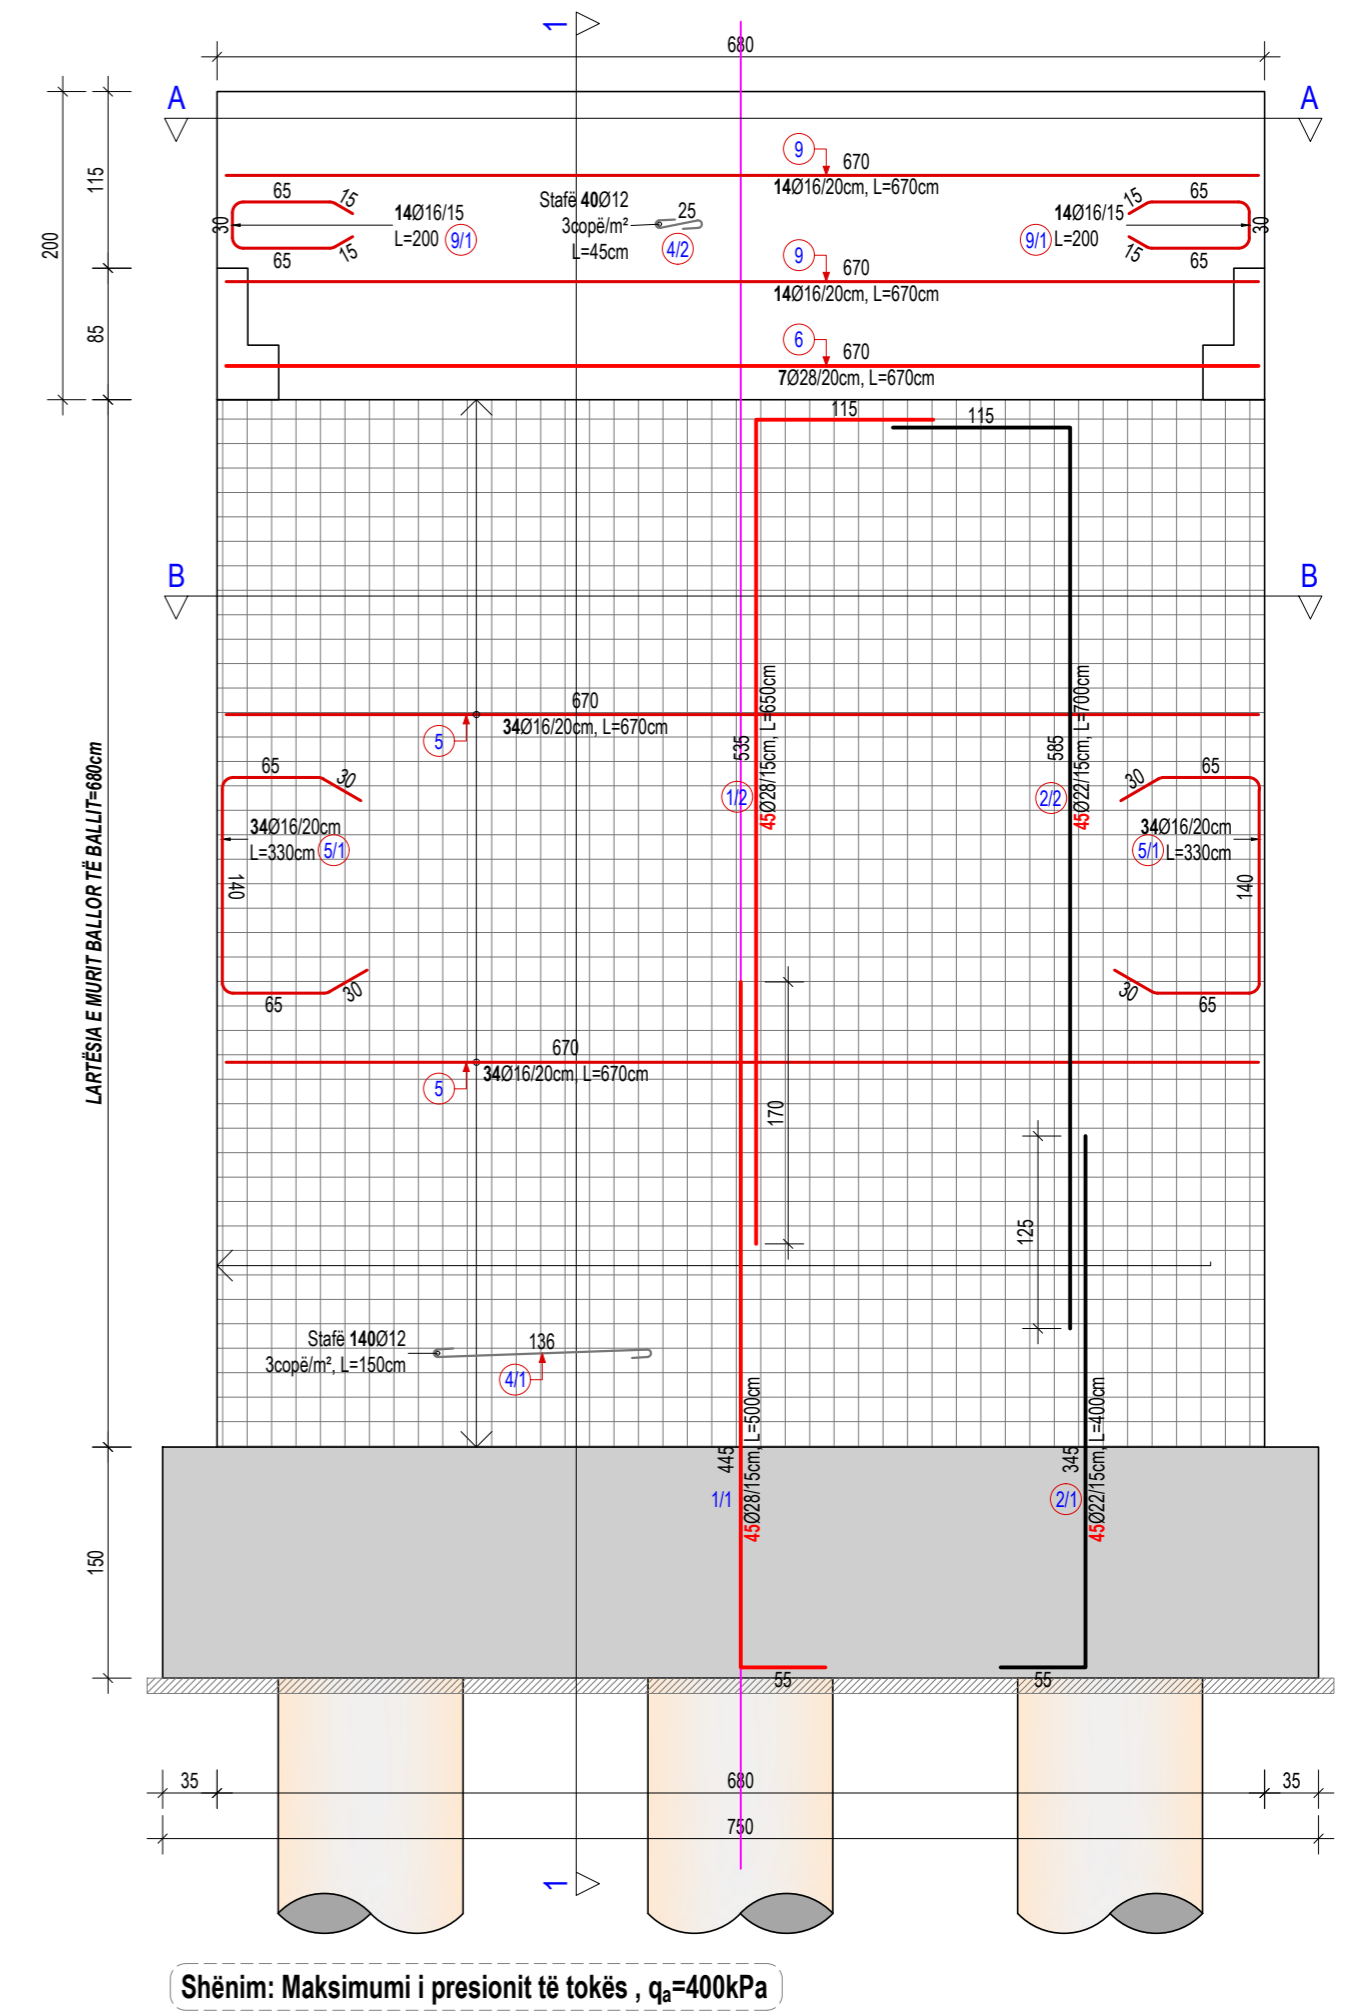 1
680
A
A
115
200
85
9
670
14Ø16/20cm, L=670cm
65
15
30
65
15
14Ø16/15
L=200
9/1
Stafë 40Ø12
3copë/m²
L=45cm
25
4/2
14Ø16/15
L=200
9/1
15
65
30
15
65
9
670
14Ø16/20cm, L=670cm
6
670
7Ø28/20cm, L=670cm
115
115
B
B
LARTËSIA E MURIT BALLOR TË BALLIT=680cm
670
34Ø16/20cm, L=670cm
5
535
45Ø28/15cm, L=650cm
1/2
585
45Ø22/15cm, L=700cm
2/2
65
30
34Ø16/20cm
L=330cm
5/1
140
65
30
30
65
34Ø16/20cm
5/1
L=330cm
140
30
65
670
34Ø16/20cm, L=670cm
5
170
125
Stafë 140Ø12
3copë/m², L=150cm
136
4/1
445
45Ø28/15cm, L=500cm
1/1
345
45Ø22/15cm, L=400cm
2/1
150
55
55
35
680
35
750
1
Shënim: Maksimumi i presionit të tokës , qa=400kPa